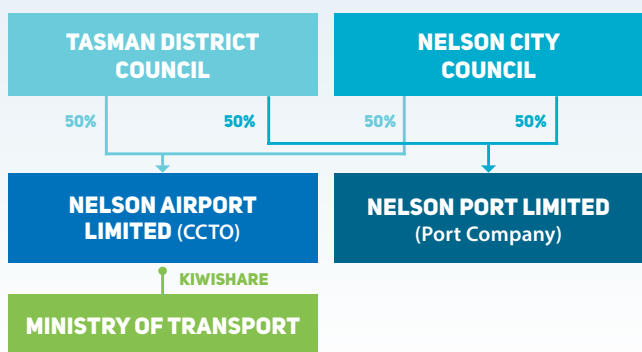 TASMAN DISTRICT
COUNCIL
NELSON CITY
COUNCIL
50%
50%
50%
50%
NELSON AIRPORT
LIMITED (CCTO)
NELSON PORT LIMITED
(Port Company)
KIWISHARE
MINISTRY OF TRANSPORT